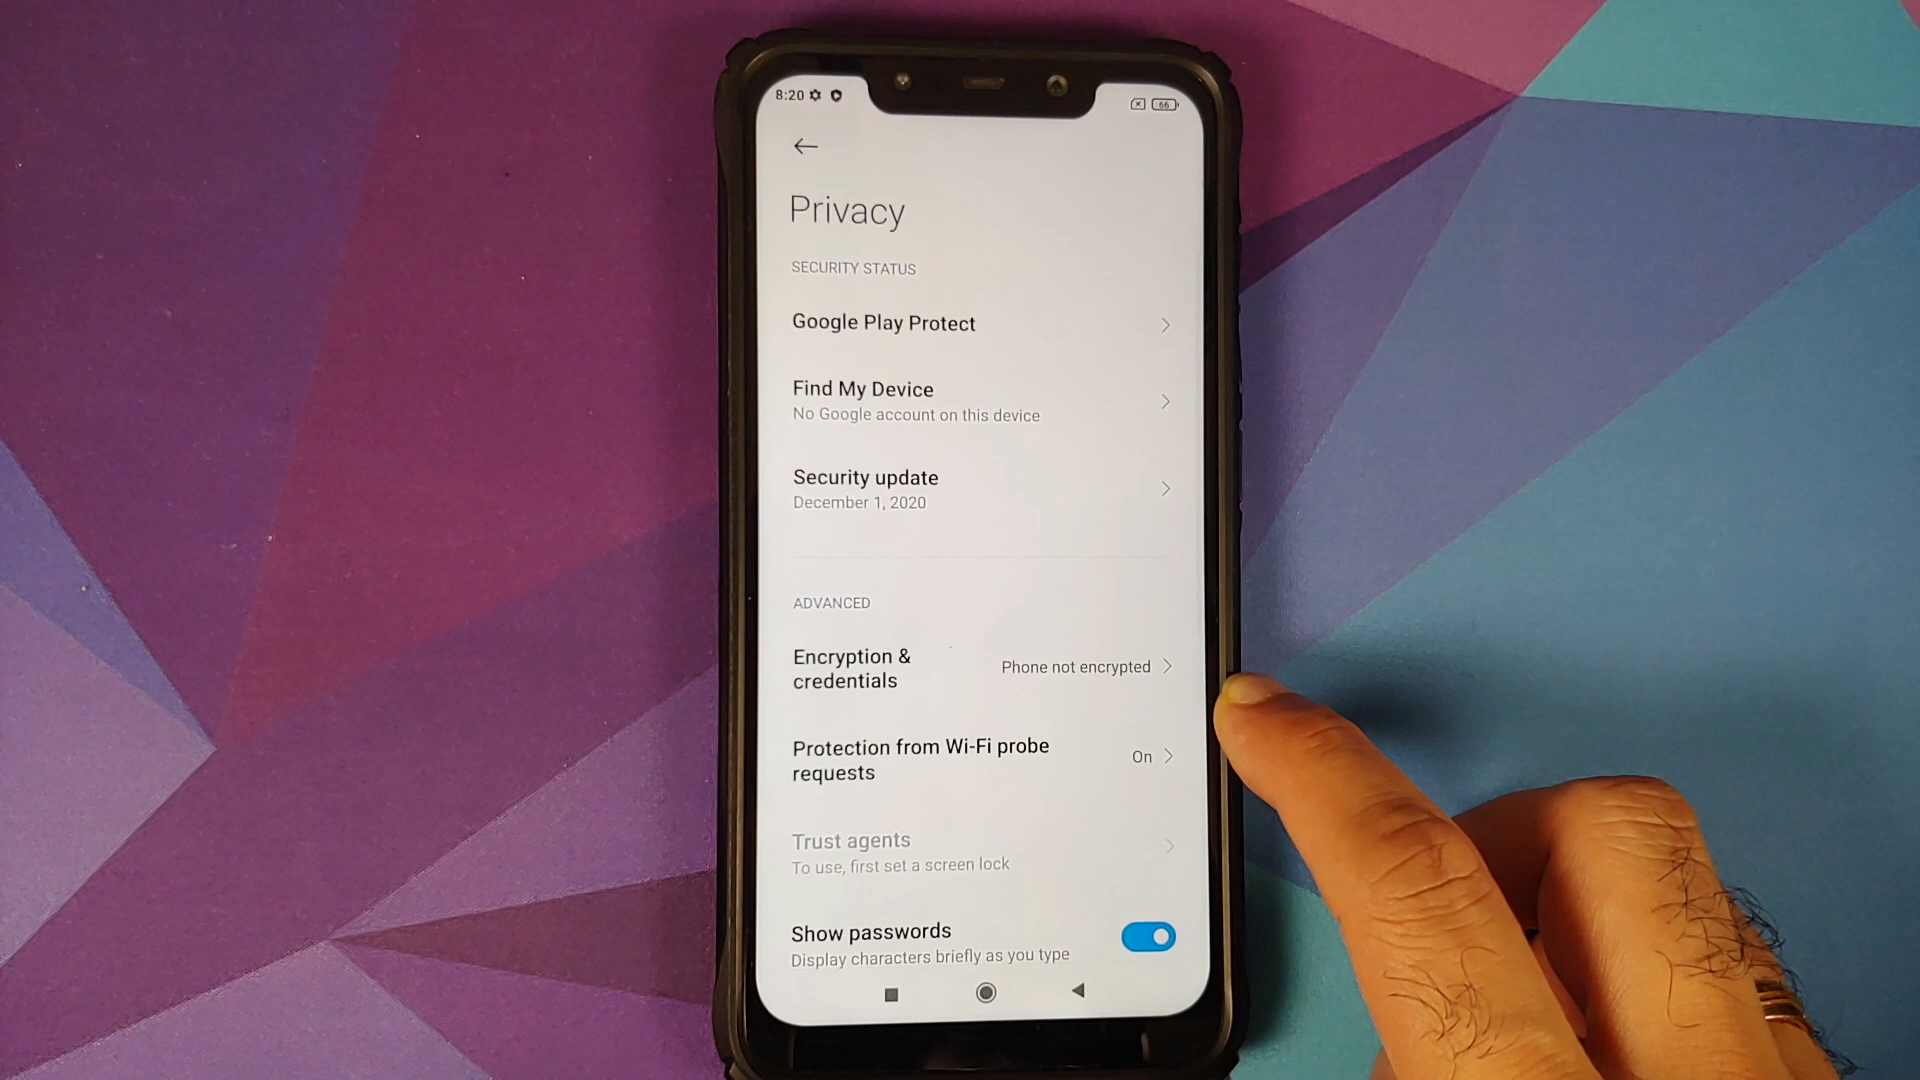 8:20
66
Privacy
SECURITY STATUS
Google Play Protect
Find My Device
No Google account on this device
Security update
December 1, 2020
ADVANCED
Encryption &
credentials
Phone not encrypted
Protection from Wi-Fi probe
requests
On
Trust agents
To use, first set a screen lock
Show passwords
Display characters briefly as you type